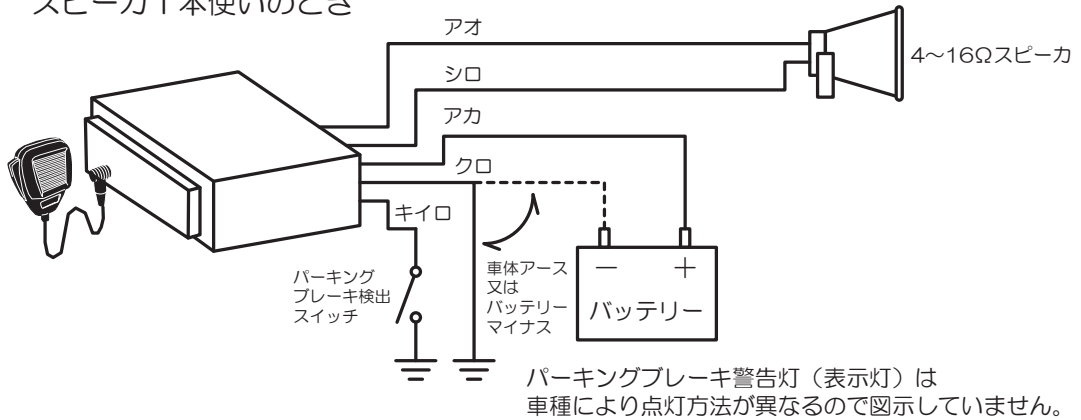 スピーカ1本使いのとき
アオ
4～16Ωスピーカ
シロ
アカ
クロ
キイロ
パーキング
ブレーキ検出
スイッチ
車体アース
又は
バッテリー
マイナス
－ ＋
バッテリー
パーキングブレーキ警告灯（表示灯）は
車種により点灯方法が異なるので図示していません。